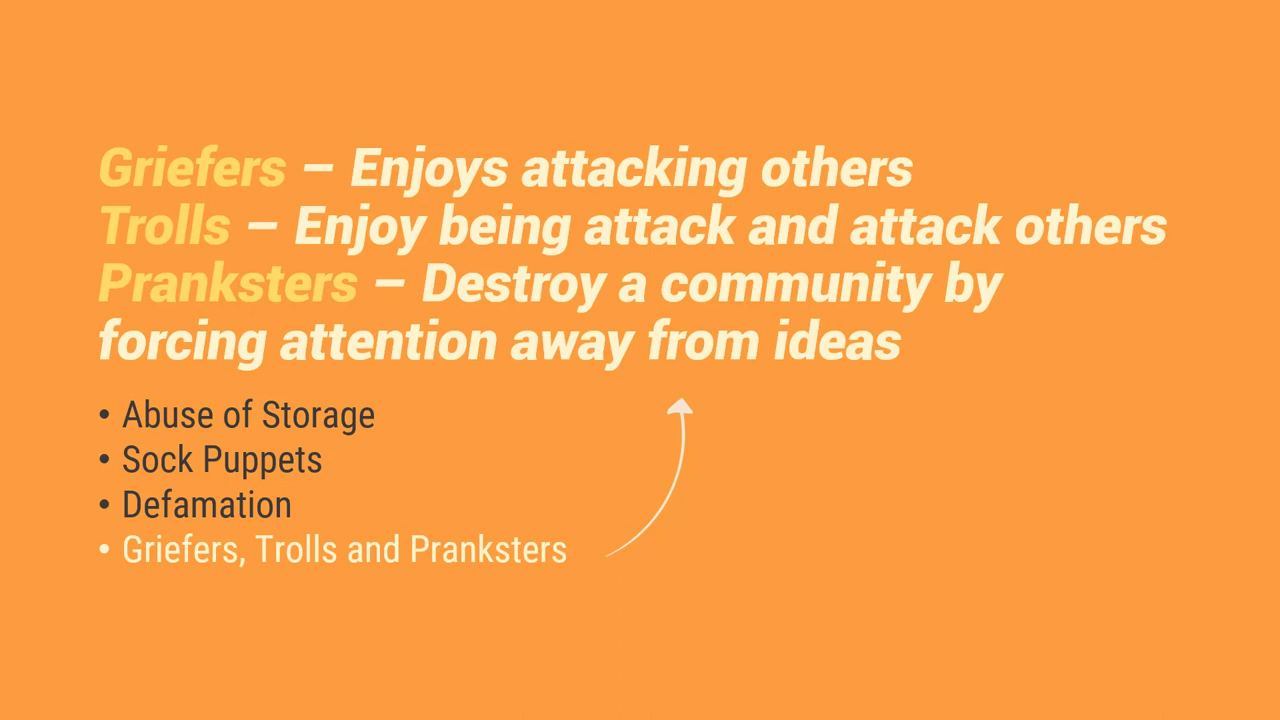 Griefers – Enjoys attacking others
Trolls – Enjoy being attack and attack others
Pranksters – Destroy a community by
forcing attention away from ideas
• Abuse of Storage
• Sock Puppets
• Defamation
• Griefers, Trolls and Pranksters